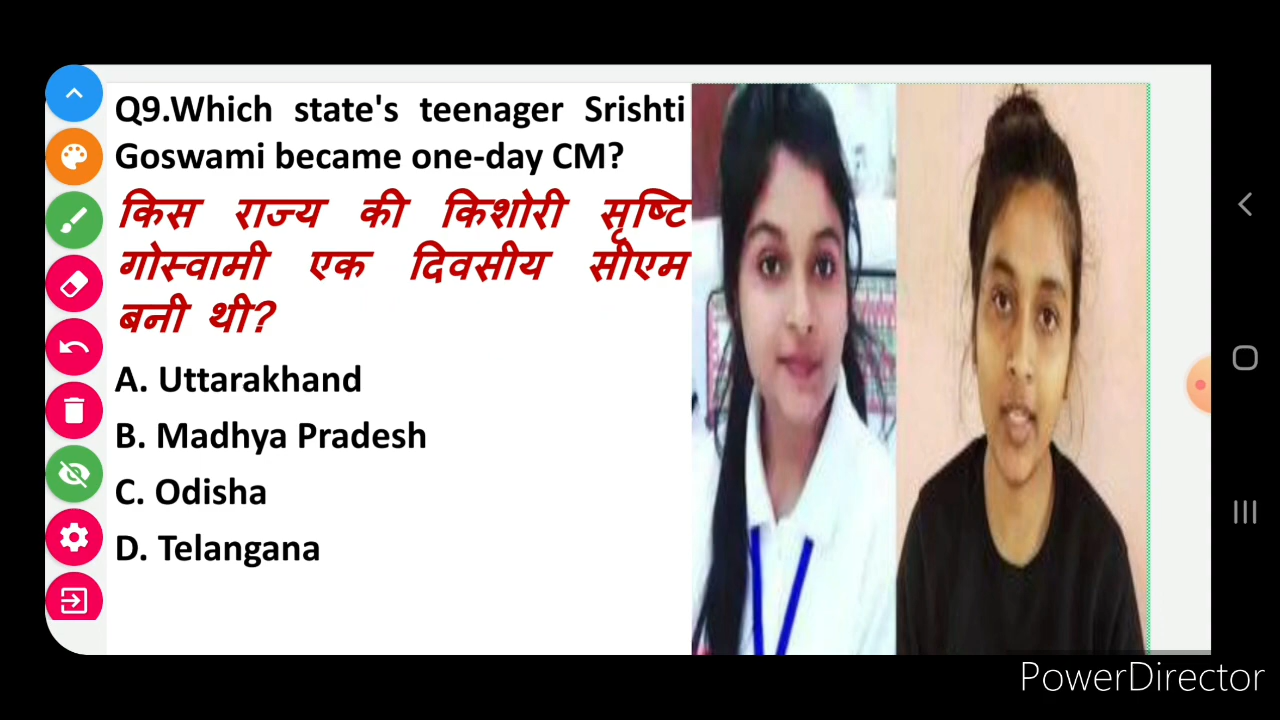 Q9.Which state's teenager Srishti
Goswami became one-day CM?
किस राज्य की किशोरी सृष्टि
गोस्वामी एक दिवसीय सीएम
बनी थी?
A. Uttarakhand
B. Madhya Pradesh
C. Odisha
D. Telangana
PowerDirector